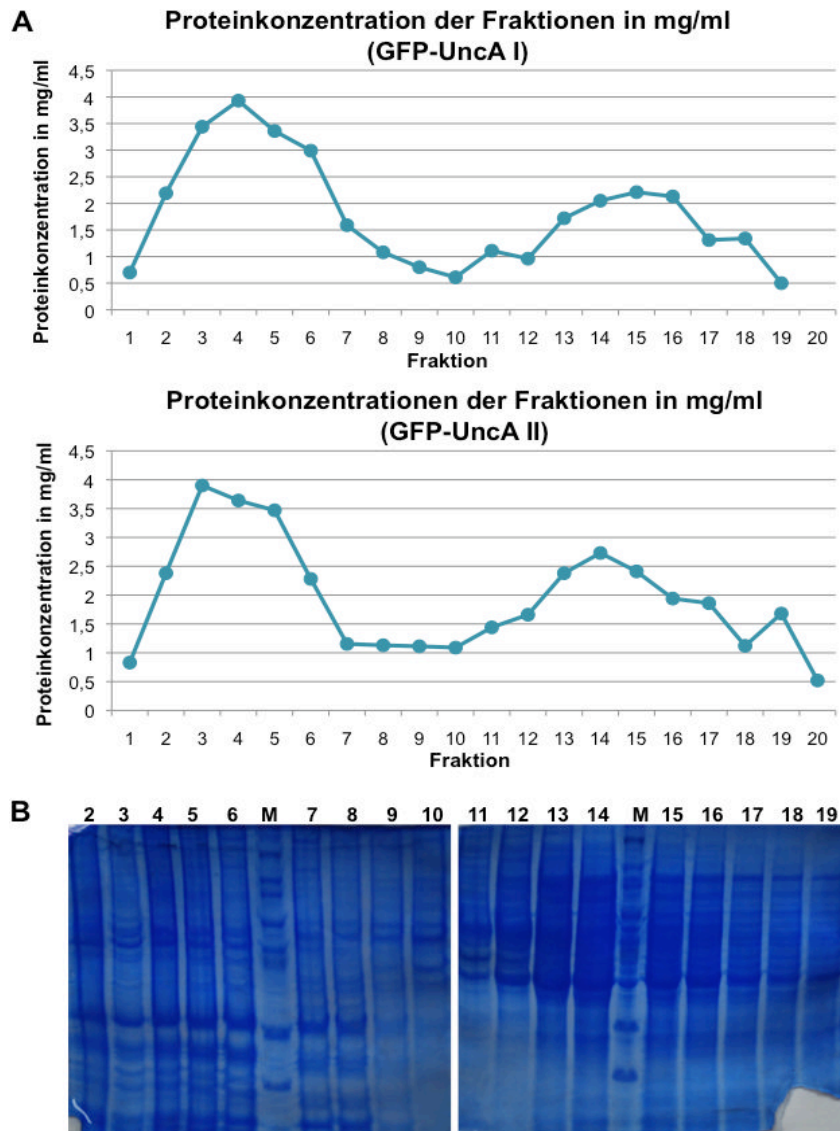 A
Proteinkonzentration der Fraktionen in mg/ml
(GFP-UncA I)
Proteinkonzentration in mg/ml
4,5
4
3,5
3
2,5
2
1,5
1
0,5
0
1 2 3 4 5 6 7 8 9 10 11 12 13 14 15 16 17 18 19 20
Fraktion
Proteinkonzentrationen der Fraktionen in mg/ml
(GFP-UncA II)
Proteinkonzentration in mg/ml
4,5
4
3,5
3
2,5
2
1,5
1
0,5
0
1 2 3 4 5 6 7 8 9 10 11 12 13 14 15 16 17 18 19 20
Fraktion
B
2 3 4 5 6 M 7 8 9 10 11 12 13 14 M 15 16 17 18 19